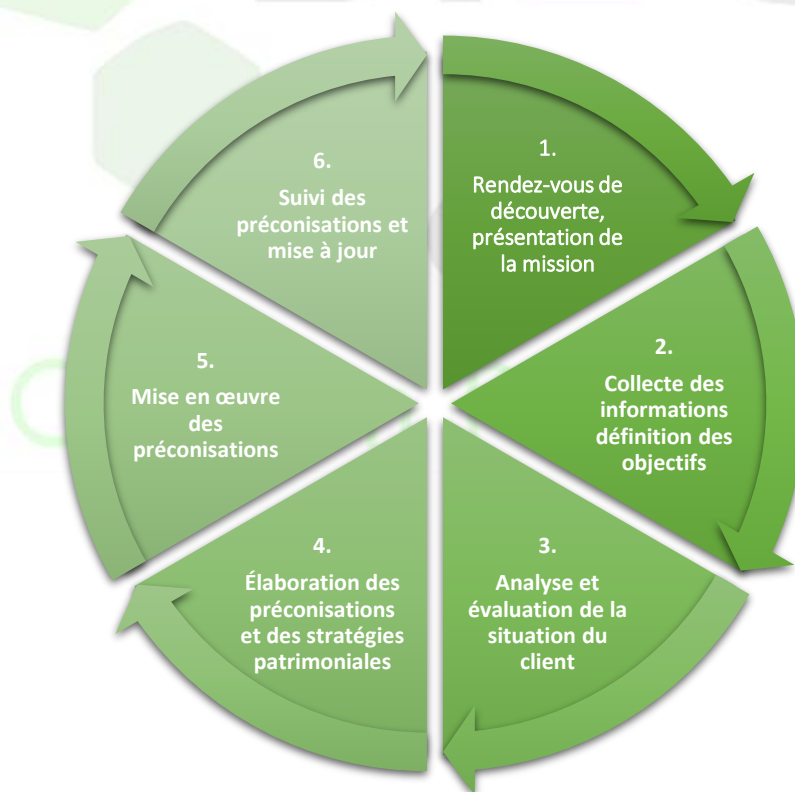 1.
Rendez-vous de
découverte,
présentation de
la mission
2.
Collecte des
informations
définition des
objectifs
3.
Analyse et
évaluation de la
situation du
client
4.
Élaboration des
préconisations
et des stratégies
patrimoniales
5.
Mise en œuvre
des
préconisations
6.
Suivi des
préconisations et
mise à jour